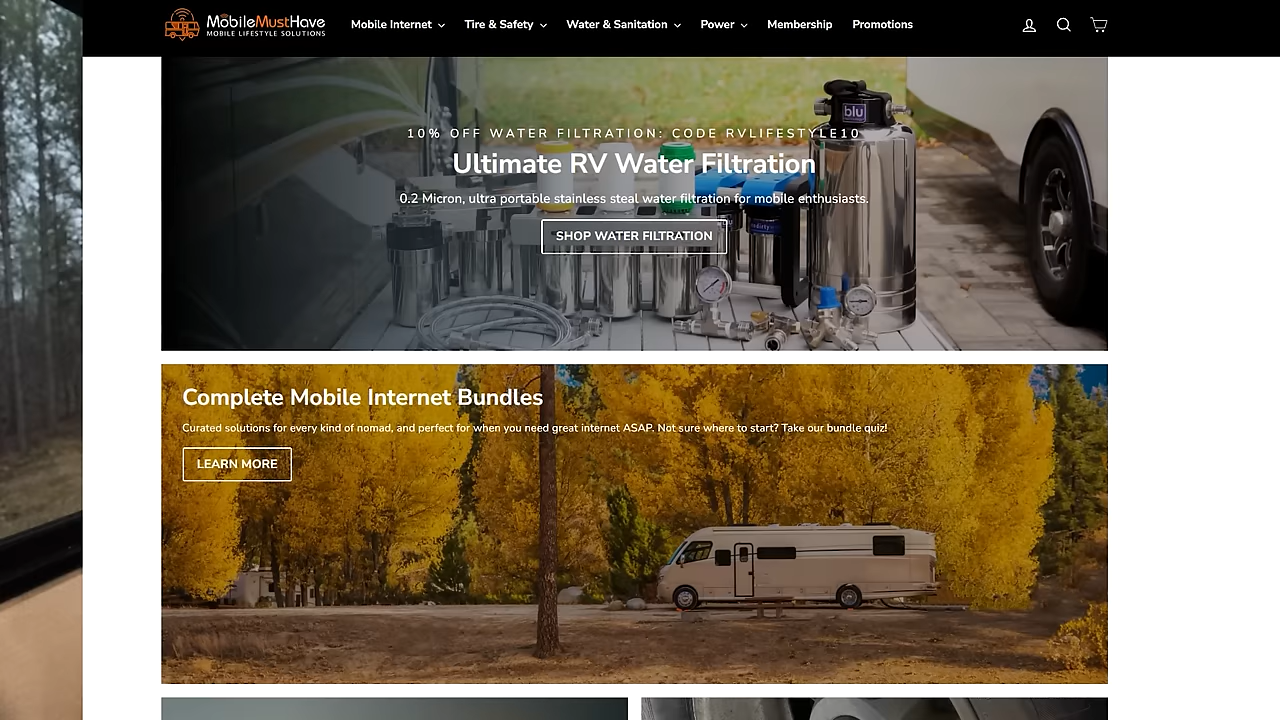 MobileMustHave
MOBILE LIFESTYLE SOLUTIONS
Mobile Internet
Tire & Safety
Water & Sanitation
Power
Membership
Promotions
blu
10% OFF WATER FILTRATION: CODE RVLIFESTYLE10
Ultimate RV Water Filtration
0.2 Micron, ultra portable stainless steal water filtration for mobile enthusiasts.
SHOP WATER FILTRATION
Complete Mobile Internet Bundles
Curated solutions for every kind of nomad, and perfect for when you need great internet ASAP. Not sure where to start? Take our bundle quiz!
LEARN MORE